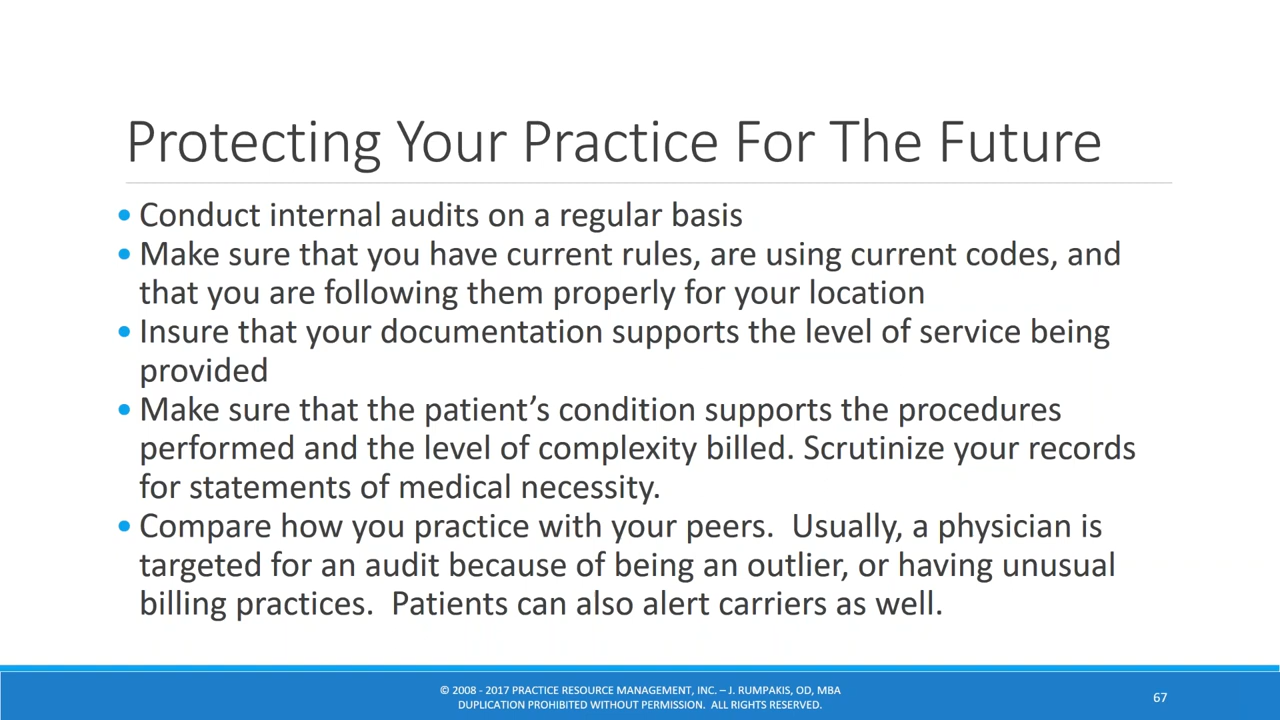 Protecting Your Practice For The Future
• Conduct internal audits on a regular basis
• Make sure that you have current rules, are using current codes, and
that you are following them properly for your location
• Insure that your documentation supports the level of service being
provided
• Make sure that the patient’s condition supports the procedures
performed and the level of complexity billed. Scrutinize your records
for statements of medical necessity.
• Compare how you practice with your peers.  Usually, a physician is
targeted for an audit because of being an outlier, or having unusual
billing practices.  Patients can also alert carriers as well.
© 2008 - 2017 PRACTICE RESOURCE MANAGEMENT, INC. – J. RUMPAKIS, OD, MBA
DUPLICATION PROHIBITED WITHOUT PERMISSION.  ALL RIGHTS RESERVED.
67